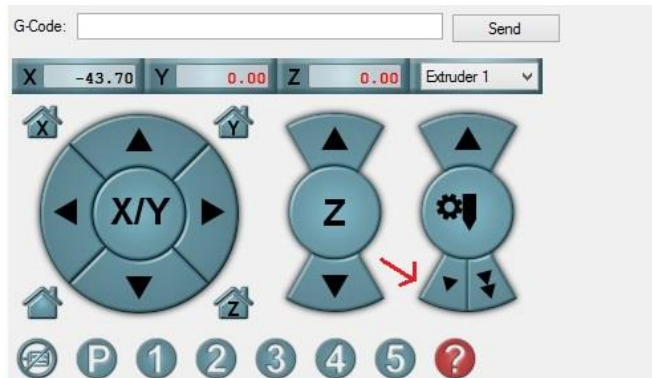 G-Code: Send
X -43.70 Y 0.00 Z 0.00 Extruder 1
X Y
X/Y Z
Z
P 1 2 3 4 5 ?